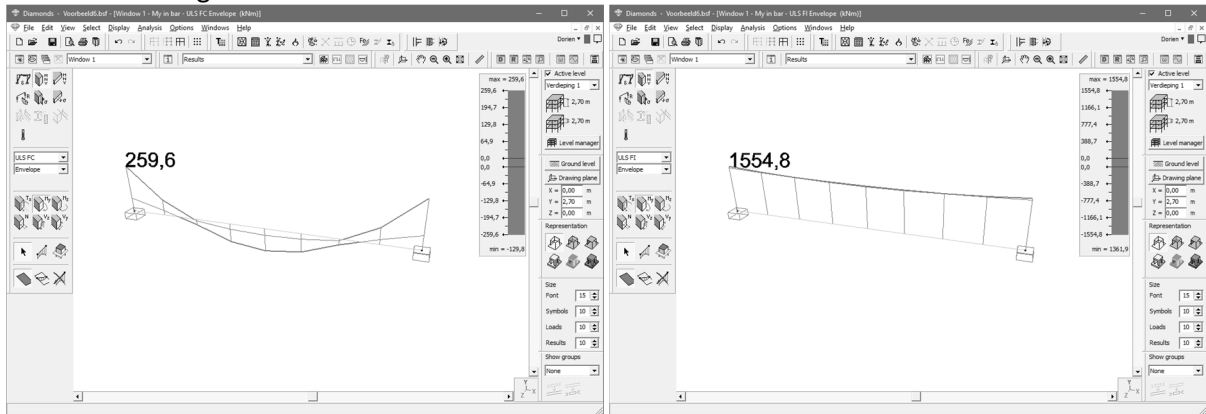 Diamonds - Voorbeeld6.bsf - [Window 1 - My in bar - ULS FC Envelope (kNm)]
File Edit View Select Display Analysis Options Windows Help
Dorien
Window 1
Results
ULS FC
Envelope
259,6
max = 259,6
259,6
194,7
129,8
64,9
0,0
0,0
-64,9
-129,8
-194,7
-259,6
min = -129,8
Active level
Verdieping 1
2,70 m
2,70 m
Level manager
Ground level
Drawing plane
X = 0,00 m
Y = 2,70 m
Z = 0,00 m
Representation
Size
Font 15
Symbols 10
Loads 10
Results 10
Show groups
None
Diamonds - Voorbeeld6.bsf - [Window 1 - My in bar - ULS FI Envelope (kNm)]
File Edit View Select Display Analysis Options Windows Help
Dorien
Window 1
Results
ULS FI
Envelope
1554,8
max = 1554,8
1554,8
1166,1
777,4
388,7
0,0
0,0
-388,7
-777,4
-1166,1
-1554,8
min = 1361,9
Active level
Verdieping 1
2,70 m
2,70 m
Level manager
Ground level
Drawing plane
X = 0,00 m
Y = 2,70 m
Z = 0,00 m
Representation
Size
Font 15
Symbols 10
Loads 10
Results 10
Show groups
None